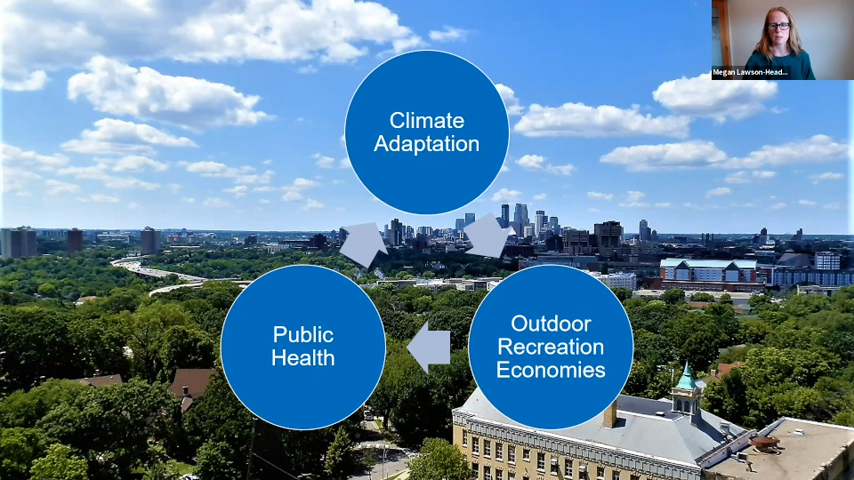 Megan Lawson-Head...
Climate
Adaptation
Public
Health
Outdoor
Recreation
Economies